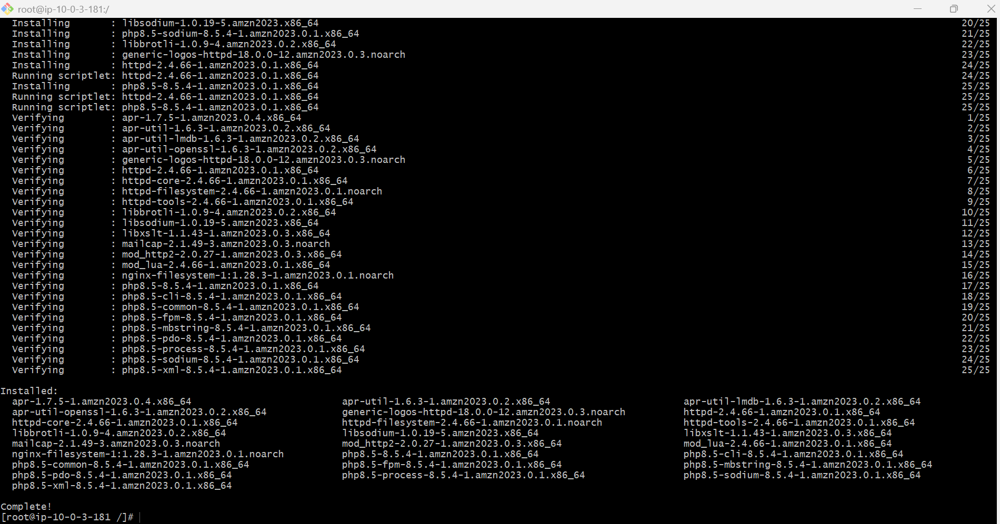 root@ip-10-0-3-181:/
  Installing       : libsodium-1.0.19-5.amzn2023.x86_64 20/25
  Installing       : php8.5-sodium-8.5.4-1.amzn2023.0.1.x86_64 21/25
  Installing       : libbrotli-1.0.9-4.amzn2023.0.2.x86_64 22/25
  Installing       : generic-logos-httpd-18.0.0-12.amzn2023.0.3.noarch 23/25
  Installing       : httpd-2.4.66-1.amzn2023.0.1.x86_64 24/25
  Running scriptlet: httpd-2.4.66-1.amzn2023.0.1.x86_64 24/25
  Installing       : php8.5-8.5.4-1.amzn2023.0.1.x86_64 25/25
  Running scriptlet: httpd-2.4.66-1.amzn2023.0.1.x86_64 25/25
  Running scriptlet: php8.5-8.5.4-1.amzn2023.0.1.x86_64 25/25
  Verifying        : apr-1.7.5-1.amzn2023.0.4.x86_64 1/25
  Verifying        : apr-util-1.6.3-1.amzn2023.0.2.x86_64 2/25
  Verifying        : apr-util-lmdb-1.6.3-1.amzn2023.0.2.x86_64 3/25
  Verifying        : apr-util-openssl-1.6.3-1.amzn2023.0.2.x86_64 4/25
  Verifying        : generic-logos-httpd-18.0.0-12.amzn2023.0.3.noarch 5/25
  Verifying        : httpd-2.4.66-1.amzn2023.0.1.x86_64 6/25
  Verifying        : httpd-core-2.4.66-1.amzn2023.0.1.x86_64 7/25
  Verifying        : httpd-filesystem-2.4.66-1.amzn2023.0.1.noarch 8/25
  Verifying        : httpd-tools-2.4.66-1.amzn2023.0.1.x86_64 9/25
  Verifying        : libbrotli-1.0.9-4.amzn2023.0.2.x86_64 10/25
  Verifying        : libsodium-1.0.19-5.amzn2023.x86_64 11/25
  Verifying        : libxslt-1.1.43-1.amzn2023.0.3.x86_64 12/25
  Verifying        : mailcap-2.1.49-3.amzn2023.0.3.noarch 13/25
  Verifying        : mod_http2-2.0.27-1.amzn2023.0.3.x86_64 14/25
  Verifying        : mod_lua-2.4.66-1.amzn2023.0.1.x86_64 15/25
  Verifying        : nginx-filesystem-1:1.28.3-1.amzn2023.0.1.noarch 16/25
  Verifying        : php8.5-8.5.4-1.amzn2023.0.1.x86_64 17/25
  Verifying        : php8.5-cli-8.5.4-1.amzn2023.0.1.x86_64 18/25
  Verifying        : php8.5-common-8.5.4-1.amzn2023.0.1.x86_64 19/25
  Verifying        : php8.5-fpm-8.5.4-1.amzn2023.0.1.x86_64 20/25
  Verifying        : php8.5-mbstring-8.5.4-1.amzn2023.0.1.x86_64 21/25
  Verifying        : php8.5-pdo-8.5.4-1.amzn2023.0.1.x86_64 22/25
  Verifying        : php8.5-process-8.5.4-1.amzn2023.0.1.x86_64 23/25
  Verifying        : php8.5-sodium-8.5.4-1.amzn2023.0.1.x86_64 24/25
  Verifying        : php8.5-xml-8.5.4-1.amzn2023.0.1.x86_64 25/25

Installed:
  apr-1.7.5-1.amzn2023.0.4.x86_64 apr-util-1.6.3-1.amzn2023.0.2.x86_64 apr-util-lmdb-1.6.3-1.amzn2023.0.2.x86_64
  apr-util-openssl-1.6.3-1.amzn2023.0.2.x86_64 generic-logos-httpd-18.0.0-12.amzn2023.0.3.noarch httpd-2.4.66-1.amzn2023.0.1.x86_64
  httpd-core-2.4.66-1.amzn2023.0.1.x86_64 httpd-filesystem-2.4.66-1.amzn2023.0.1.noarch httpd-tools-2.4.66-1.amzn2023.0.1.x86_64
  libbrotli-1.0.9-4.amzn2023.0.2.x86_64 libsodium-1.0.19-5.amzn2023.x86_64 libxslt-1.1.43-1.amzn2023.0.3.x86_64
  mailcap-2.1.49-3.amzn2023.0.3.noarch mod_http2-2.0.27-1.amzn2023.0.3.x86_64 mod_lua-2.4.66-1.amzn2023.0.1.x86_64
  nginx-filesystem-1:1.28.3-1.amzn2023.0.1.noarch php8.5-8.5.4-1.amzn2023.0.1.x86_64 php8.5-cli-8.5.4-1.amzn2023.0.1.x86_64
  php8.5-common-8.5.4-1.amzn2023.0.1.x86_64 php8.5-fpm-8.5.4-1.amzn2023.0.1.x86_64 php8.5-mbstring-8.5.4-1.amzn2023.0.1.x86_64
  php8.5-pdo-8.5.4-1.amzn2023.0.1.x86_64 php8.5-process-8.5.4-1.amzn2023.0.1.x86_64 php8.5-sodium-8.5.4-1.amzn2023.0.1.x86_64
  php8.5-xml-8.5.4-1.amzn2023.0.1.x86_64

Complete!
[root@ip-10-0-3-181 /]#